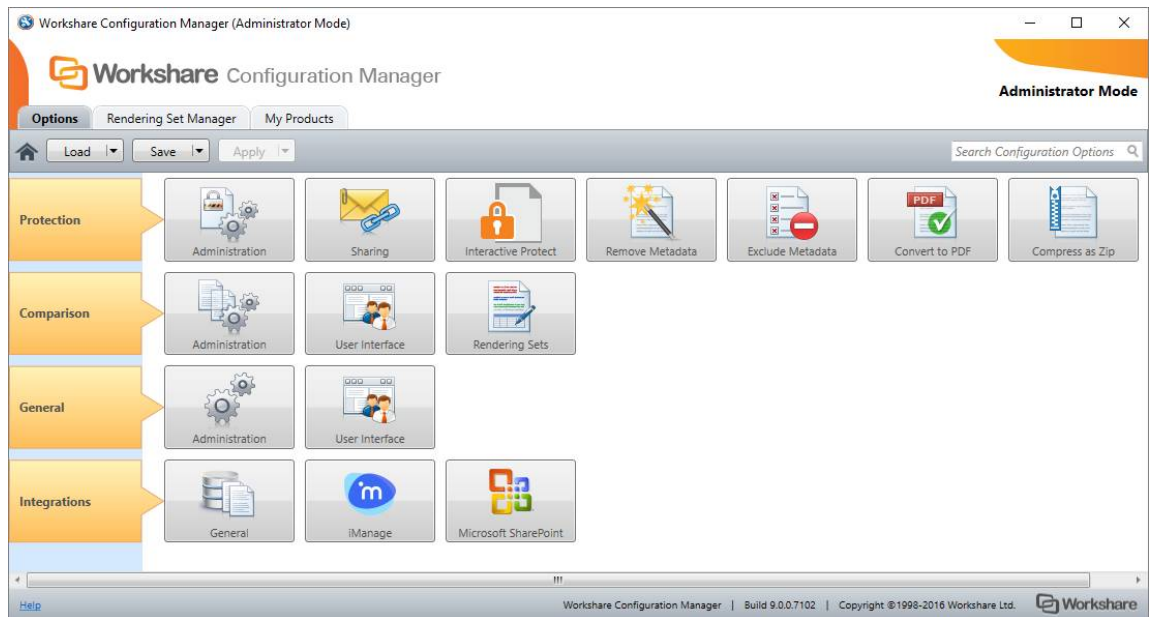 Workshare Configuration Manager (Administrator Mode)
Workshare Configuration Manager
Administrator Mode
Options Rendering Set Manager My Products
Load Save Apply Search Configuration Options
Protection
PDF
Administration Sharing Interactive Protect Remove Metadata Exclude Metadata Convert to PDF Compress as Zip
Comparison
Administration User Interface Rendering Sets
General
Administration User Interface
Integrations
m
General iManage Microsoft SharePoint
Help Workshare Configuration Manager | Build 9.0.0.7102 | Copyright ©1998-2016 Workshare Ltd. Workshare